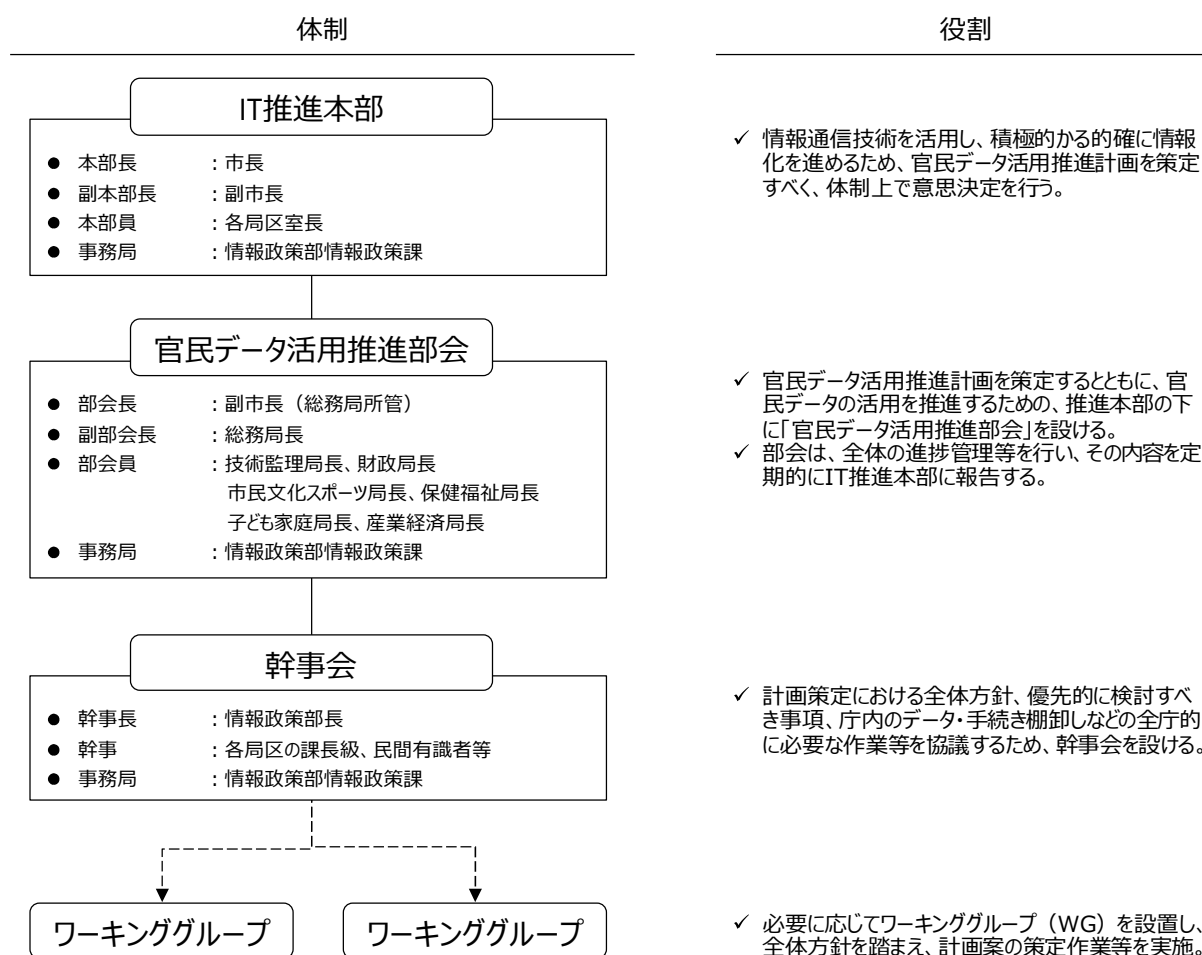 体制
役割
IT推進本部
● 本部長 ：市長
● 副本部長 ：副市長
● 本部員 ：各局区室長
● 事務局 ：情報政策部情報政策課
✓ 情報通信技術を活用し、積極的かる的確に情報
化を進めるため、官民データ活用推進計画を策定
すべく、体制上で意思決定を行う。
官民データ活用推進部会
● 部会長 ：副市長（総務局所管）
● 副部会長 ：総務局長
● 部会員 ：技術監理局長、財政局長
市民文化スポーツ局長、保健福祉局長
子ども家庭局長、産業経済局長
● 事務局 ：情報政策部情報政策課
✓ 官民データ活用推進計画を策定するとともに、官
民データの活用を推進するための、推進本部の下
に「官民データ活用推進部会」を設ける。
✓ 部会は、全体の進捗管理等を行い、その内容を定
期的にIT推進本部に報告する。
幹事会
● 幹事長 ：情報政策部長
● 幹事 ：各局区の課長級、民間有識者等
● 事務局 ：情報政策部情報政策課
✓ 計画策定における全体方針、優先的に検討すべ
き事項、庁内のデータ・手続き棚卸しなどの全庁的
に必要な作業等を協議するため、幹事会を設ける。
ワーキンググループ
ワーキンググループ
✓ 必要に応じてワーキンググループ（WG）を設置し、
全体方針を踏まえ、計画案の策定作業等を実施。